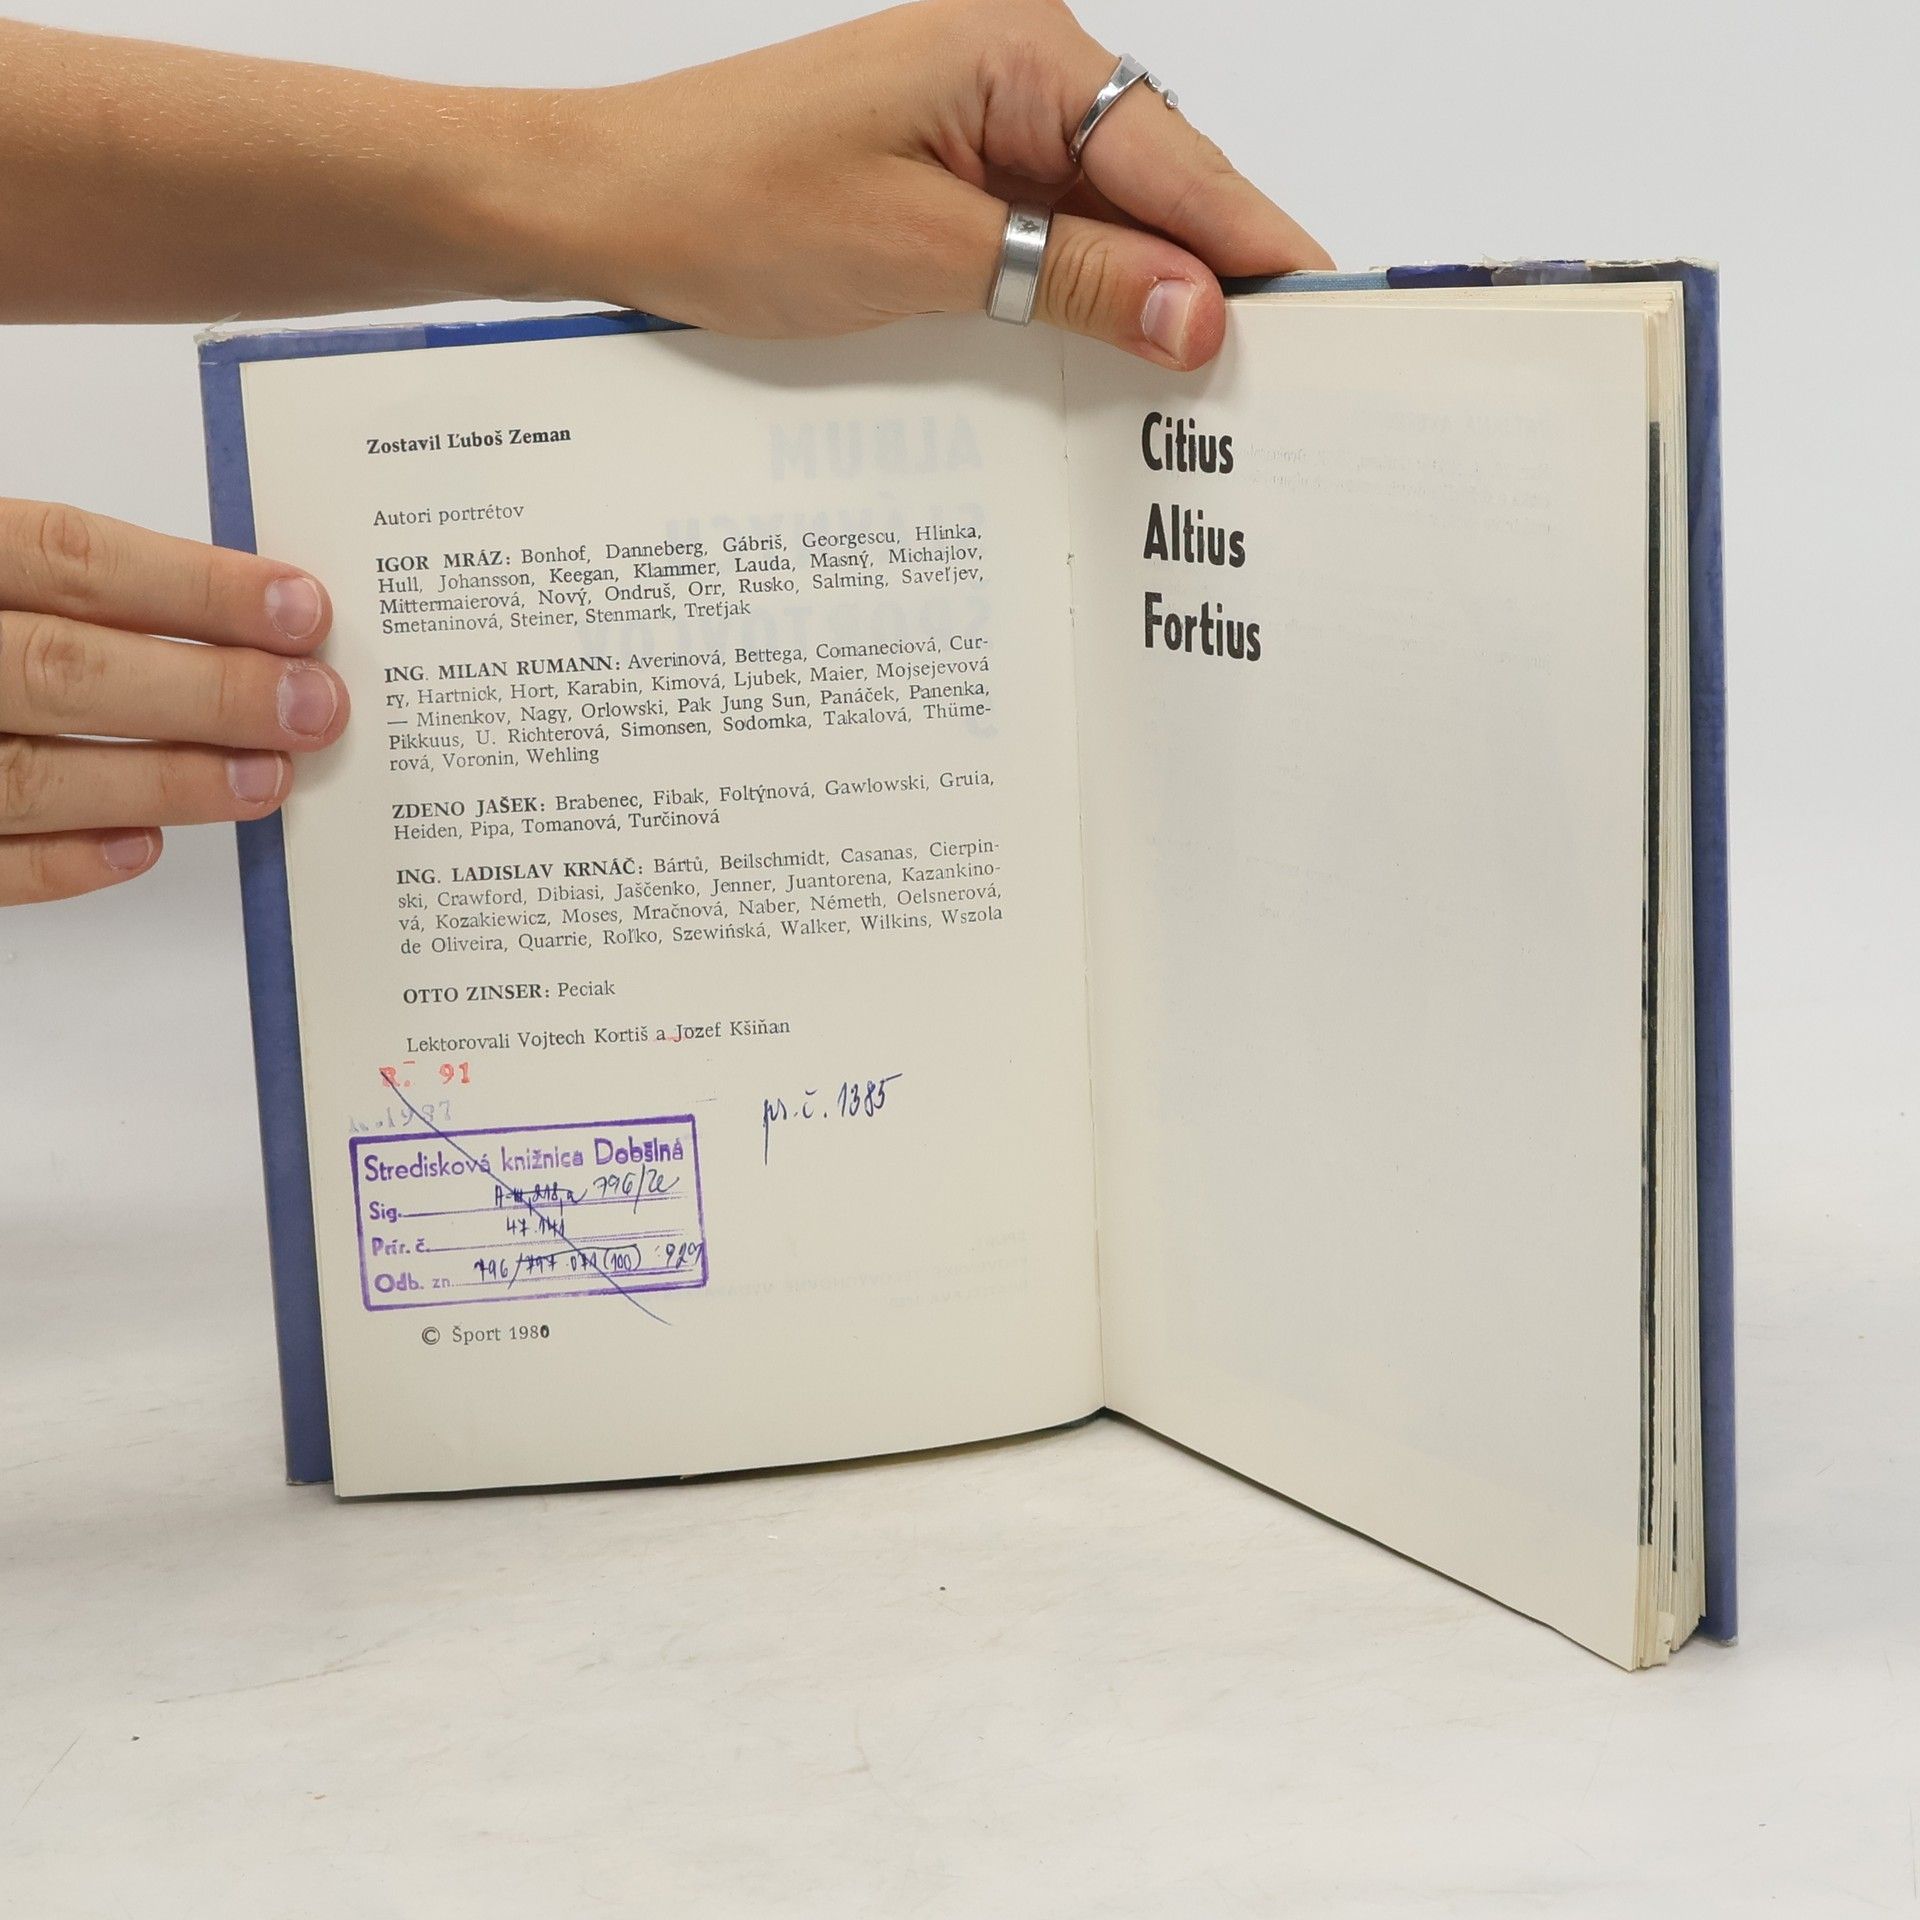 Zostavil Ľuboš Zeman
Autori portrétov
IGOR MRÁZ: Bonhof, Danneberg, Gábriš, Georgescu, Hlinka,
Hull, Johansson, Keegan, Klammer, Lauda, Masný, Michajlov,
Mittermaierová, Nový, Ondruš, Orr, Rusko, Salming, Saveľjev,
Smetaninová, Steiner, Stenmark, Treťjak
ING. MILAN RUMANN: Averinová, Bettega, Comaneciová, Cur-
ry, Hartnick, Hort, Karabin, Kimová, Ljubek, Maier, Mojsejevová
— Minenkov, Nagy, Orlowski, Pak Jung Sun, Panáček, Panenka,
Pikkuus, U. Richterová, Simonsen, Sodomka, Takalová, Thüme-
rová, Voronin, Wehling
ZDENO JAŠEK: Brabenec, Fibak, Foltýnová, Gawlowski, Gruia,
Heiden, Pipa, Tomanová, Turčinová
ING. LADISLAV KRNÁČ: Bártů, Beilschmidt, Casanas, Cierpin-
ski, Crawford, Dibiasi, Jaščenko, Jenner, Juantorena, Kazankino-
vá, Kozakiewicz, Moses, Mračnová, Naber, Németh, Oelsnerová,
de Oliveira, Quarrie, Roľko, Szewińská, Walker, Wilkins, Wszola
OTTO ZINSER: Peciak
Lektorovali Vojtech Kortiš a Jozef Kšiňan
R. 91
pr. č. 1385
Stredisková knižnica Dobšiná
Sig. 796/Ze
Prír. č. 47.141
Odb. zn.
© Šport 1980
Citius
Altius
Fortius